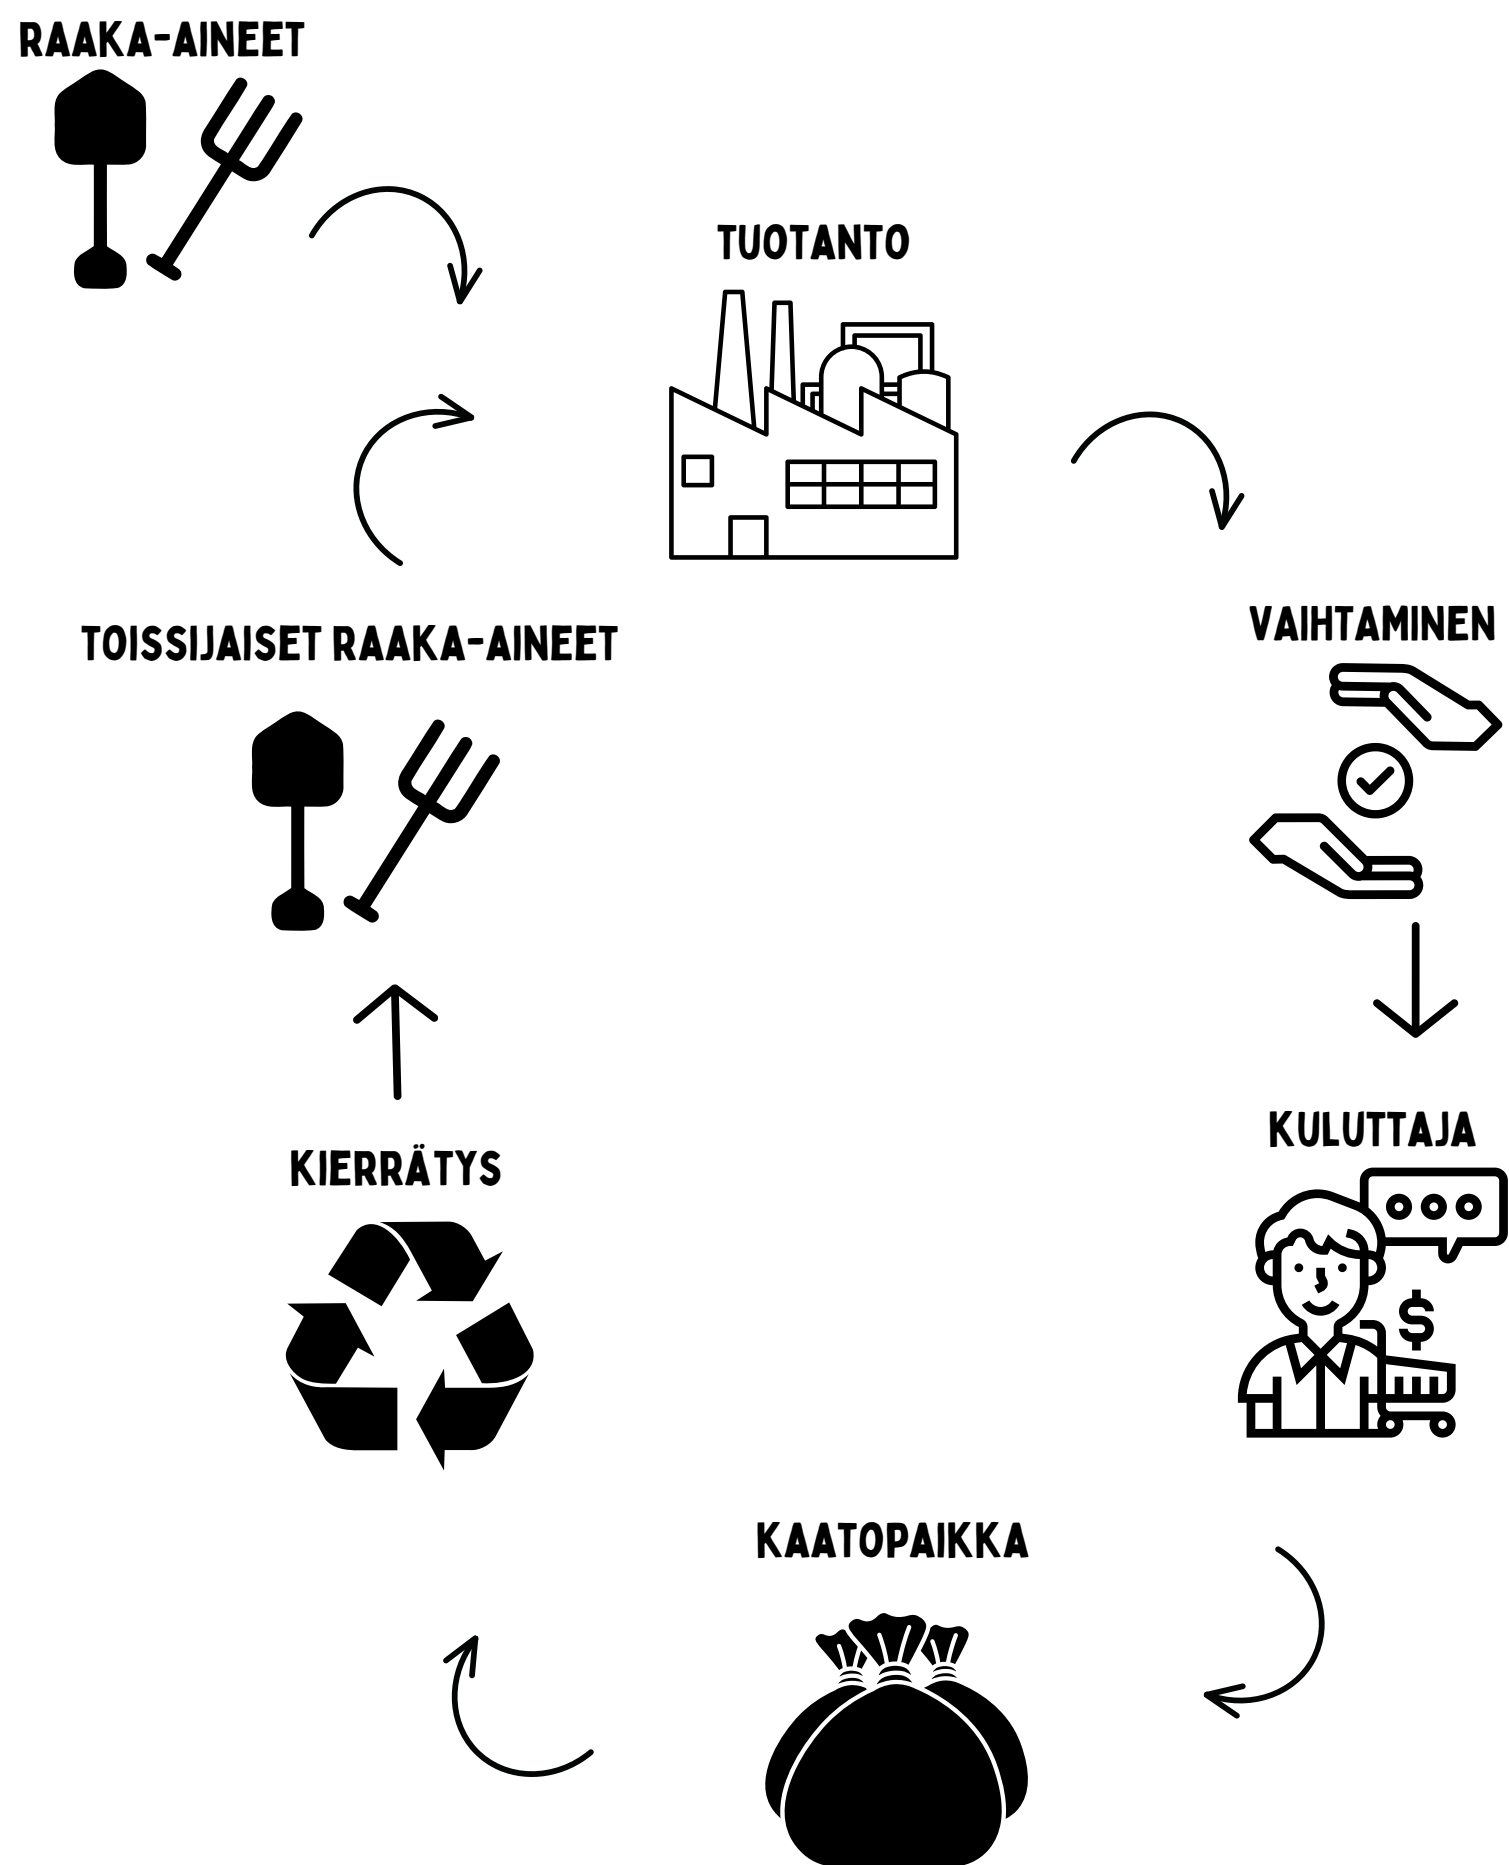 RAAKA-AINEET
TUOTANTO
VAIHTAMINEN
TOISSIJAISET RAAKA-AINEET
KULUTTAJA
KIERRÄTYS
KAATOPAIKKA
$